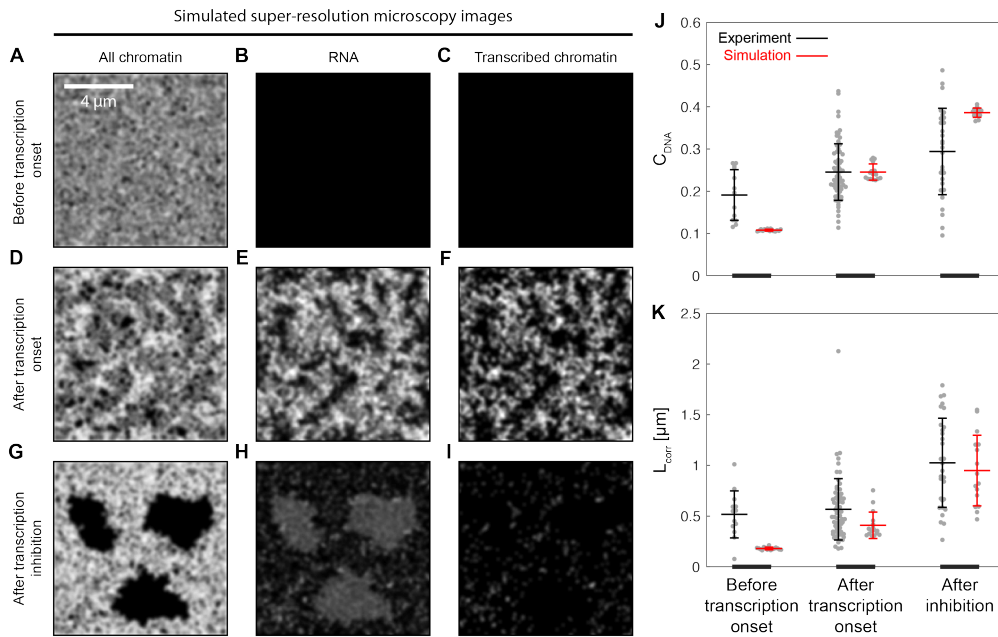 Simulated super-resolution microscopy images
A
All chromatin
B
RNA
C
Transcribed chromatin
Before transcription
onset
4 µm
D
E
F
After transcription
onset
G
H
I
After transcription
inhibition
J
C_DNA
0.6
0.5
0.4
0.3
0.2
0.1
0
Experiment
Simulation
K
L_corr [µm]
2.5
2
1.5
1
0.5
0
Before
transcription
onset
After
transcription
onset
After
inhibition